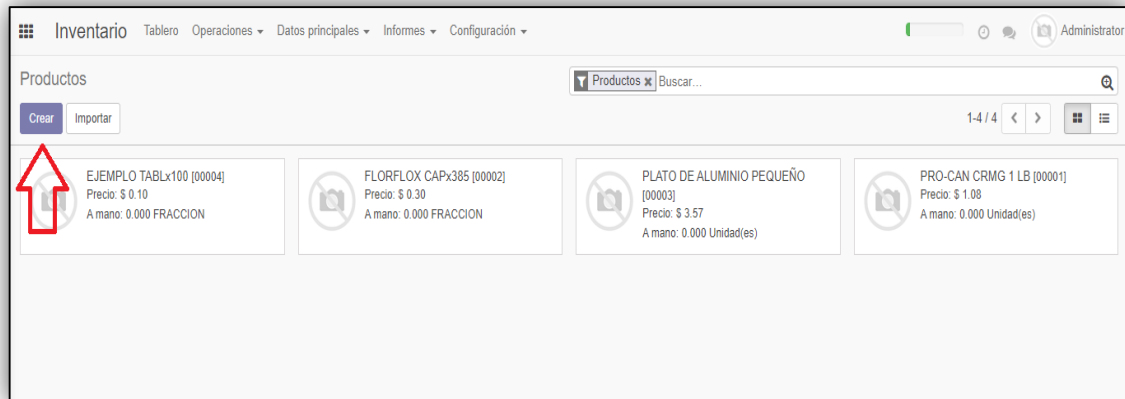 Inventario Tablero Operaciones Datos principales Informes Configuración Administrator
Productos
Productos x Buscar...
Crear Importar
1-4 / 4
EJEMPLO TABLx100 [00004]
Precio: $ 0.10
A mano: 0.000 FRACCION
FLORFLOX CAPx385 [00002]
Precio: $ 0.30
A mano: 0.000 FRACCION
PLATO DE ALUMINIO PEQUEÑO
[00003]
Precio: $ 3.57
A mano: 0.000 Unidad(es)
PRO-CAN CRMG 1 LB [00001]
Precio: $ 1.08
A mano: 0.000 Unidad(es)